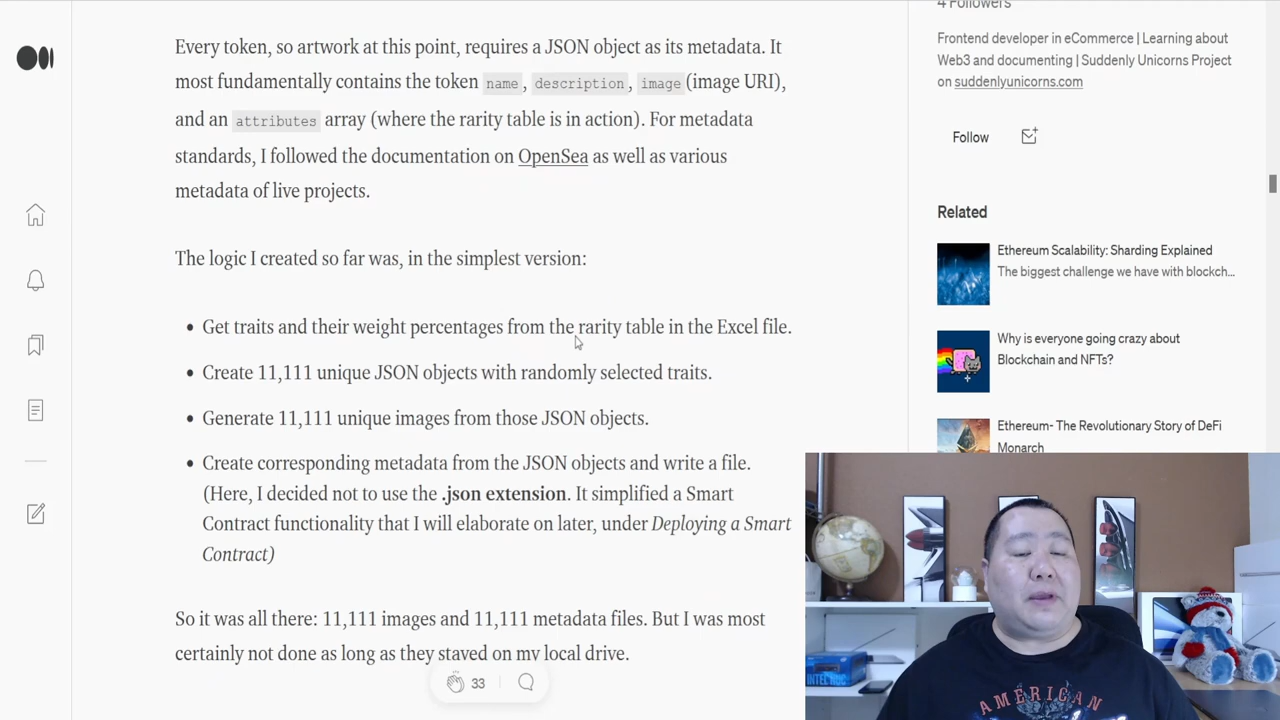 4 Followers
Every token, so artwork at this point, requires a JSON object as its metadata. It
most fundamentally contains the token name, description, image (image URI),
and an attributes array (where the rarity table is in action). For metadata
standards, I followed the documentation on OpenSea as well as various
metadata of live projects.
The logic I created so far was, in the simplest version:
• Get traits and their weight percentages from the rarity table in the Excel file.
• Create 11,111 unique JSON objects with randomly selected traits.
• Generate 11,111 unique images from those JSON objects.
• Create corresponding metadata from the JSON objects and write a file.
(Here, I decided not to use the .json extension. It simplified a Smart
Contract functionality that I will elaborate on later, under Deploying a Smart
Contract)
So it was all there: 11,111 images and 11,111 metadata files. But I was most
certainly not done as long as they stayed on my local drive.
33
Frontend developer in eCommerce | Learning about
Web3 and documenting | Suddenly Unicorns Project
on suddenlyunicorns.com
Follow
Related
Ethereum Scalability: Sharding Explained
The biggest challenge we have with blockch...
Why is everyone going crazy about
Blockchain and NFTs?
Ethereum- The Revolutionary Story of DeFi
Monarch
INTEL NUC
AMERICAN